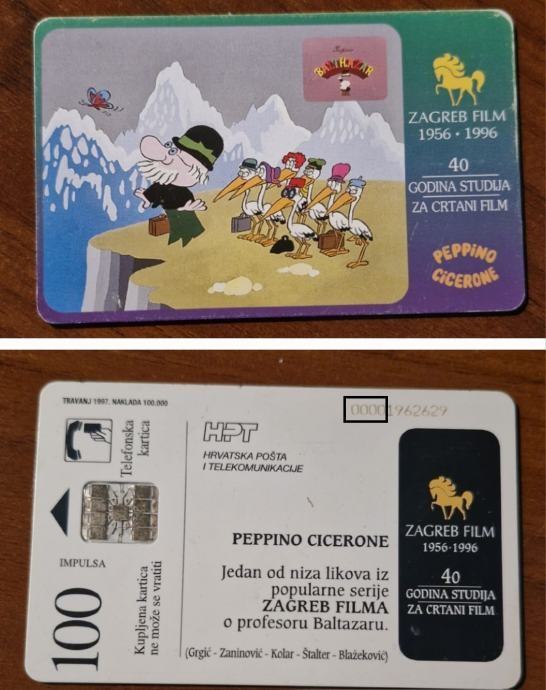 Profesor
BALTHAZAR
ZAGREB FILM
1956 · 1996
40
GODINA STUDIJA
ZA CRTANI FILM
PEPPINO
CICERONE
TRAVANJ 1997. NAKLADA 100.000
00001962629
Telefonska
kartica
HPT
HRVATSKA POŠTA
I TELEKOMUNIKACIJE
IMPULSA
100
Kupljena kartica
ne može se vratiti
PEPPINO CICERONE
Jedan od niza likova iz
popularne serije
ZAGREB FILMA
o profesoru Baltazaru.
(Grgić - Zaninović - Kolar - Štalter - Blažeković)
ZAGREB FILM
1956-1996
40
GODINA STUDIJA
ZA CRTANI FILM